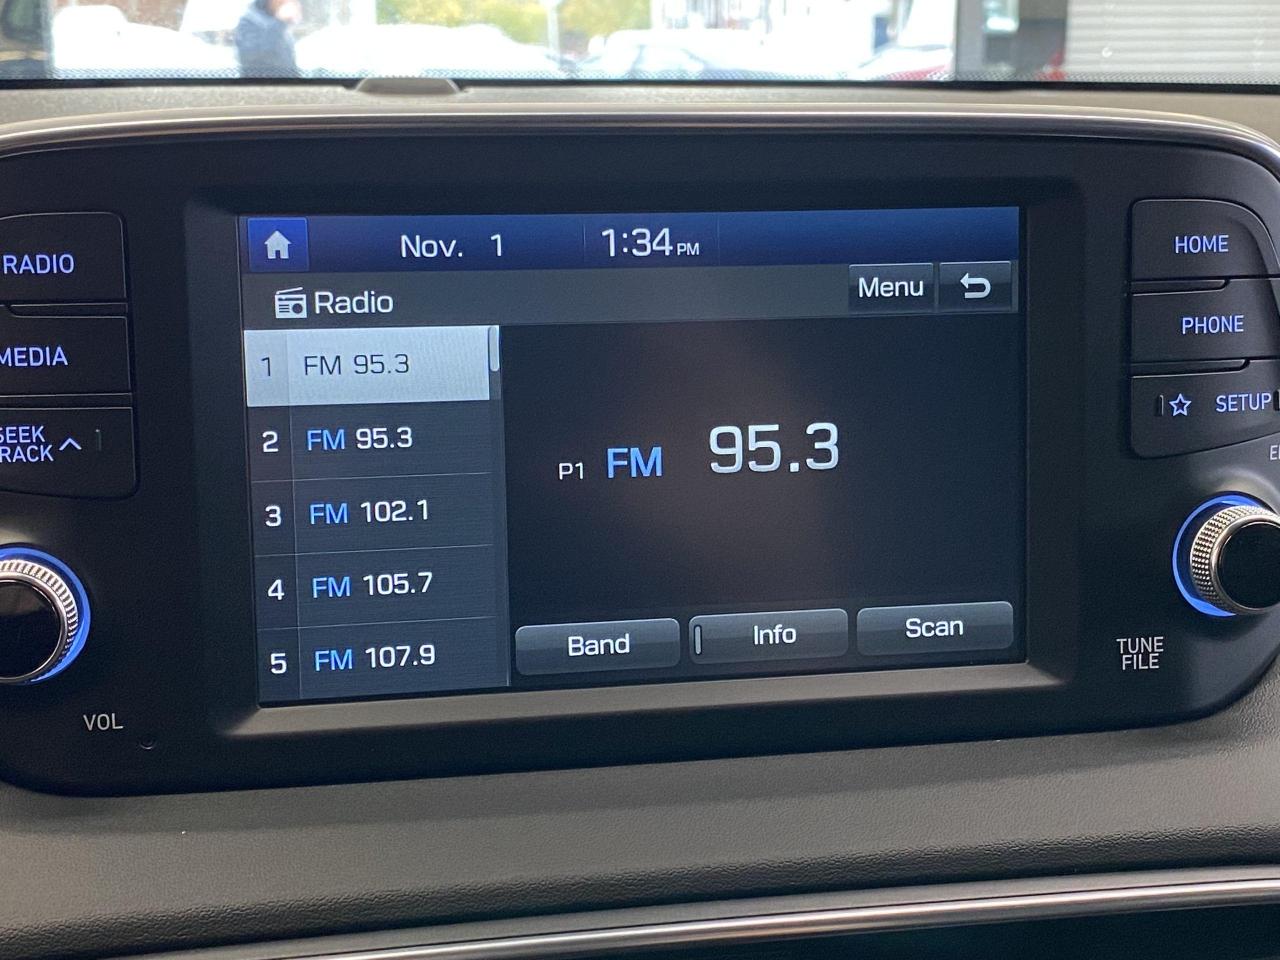 Nov. 1 1:34 PM
Radio Menu
1 FM 95.3
2 FM 95.3
3 FM 102.1
4 FM 105.7
5 FM 107.9
P1 FM 95.3
Band Info Scan
RADIO
MEDIA
SEEK
TRACK
VOL
HOME
PHONE
SETUP
TUNE
FILE